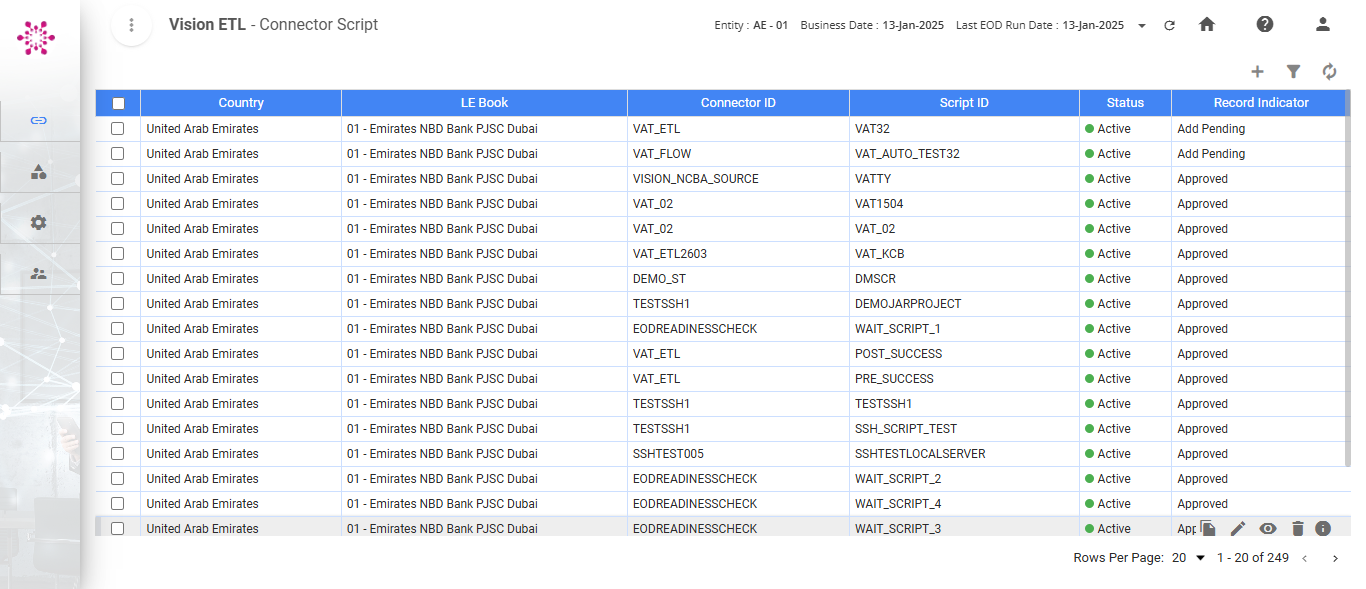 Vision ETL - Connector Script
Entity : AE - 01 Business Date : 13-Jan-2025 Last EOD Run Date : 13-Jan-2025
Country LE Book Connector ID Script ID Status Record Indicator
United Arab Emirates 01 - Emirates NBD Bank PJSC Dubai VAT_ETL VAT32 Active Add Pending
United Arab Emirates 01 - Emirates NBD Bank PJSC Dubai VAT_FLOW VAT_AUTO_TEST32 Active Add Pending
United Arab Emirates 01 - Emirates NBD Bank PJSC Dubai VISION_NCBA_SOURCE VATTY Active Approved
United Arab Emirates 01 - Emirates NBD Bank PJSC Dubai VAT_02 VAT1504 Active Approved
United Arab Emirates 01 - Emirates NBD Bank PJSC Dubai VAT_02 VAT_02 Active Approved
United Arab Emirates 01 - Emirates NBD Bank PJSC Dubai VAT_ETL2603 VAT_KCB Active Approved
United Arab Emirates 01 - Emirates NBD Bank PJSC Dubai DEMO_ST DMSCR Active Approved
United Arab Emirates 01 - Emirates NBD Bank PJSC Dubai TESTSSH1 DEMOJARPROJECT Active Approved
United Arab Emirates 01 - Emirates NBD Bank PJSC Dubai EODREADINESSCHECK WAIT_SCRIPT_1 Active Approved
United Arab Emirates 01 - Emirates NBD Bank PJSC Dubai VAT_ETL POST_SUCCESS Active Approved
United Arab Emirates 01 - Emirates NBD Bank PJSC Dubai VAT_ETL PRE_SUCCESS Active Approved
United Arab Emirates 01 - Emirates NBD Bank PJSC Dubai TESTSSH1 TESTSSH1 Active Approved
United Arab Emirates 01 - Emirates NBD Bank PJSC Dubai TESTSSH1 SSH_SCRIPT_TEST Active Approved
United Arab Emirates 01 - Emirates NBD Bank PJSC Dubai SSHTEST005 SSHTESTLOCALSERVER Active Approved
United Arab Emirates 01 - Emirates NBD Bank PJSC Dubai EODREADINESSCHECK WAIT_SCRIPT_2 Active Approved
United Arab Emirates 01 - Emirates NBD Bank PJSC Dubai EODREADINESSCHECK WAIT_SCRIPT_4 Active Approved
United Arab Emirates 01 - Emirates NBD Bank PJSC Dubai EODREADINESSCHECK WAIT_SCRIPT_3 Active App
Rows Per Page: 20 1 - 20 of 249